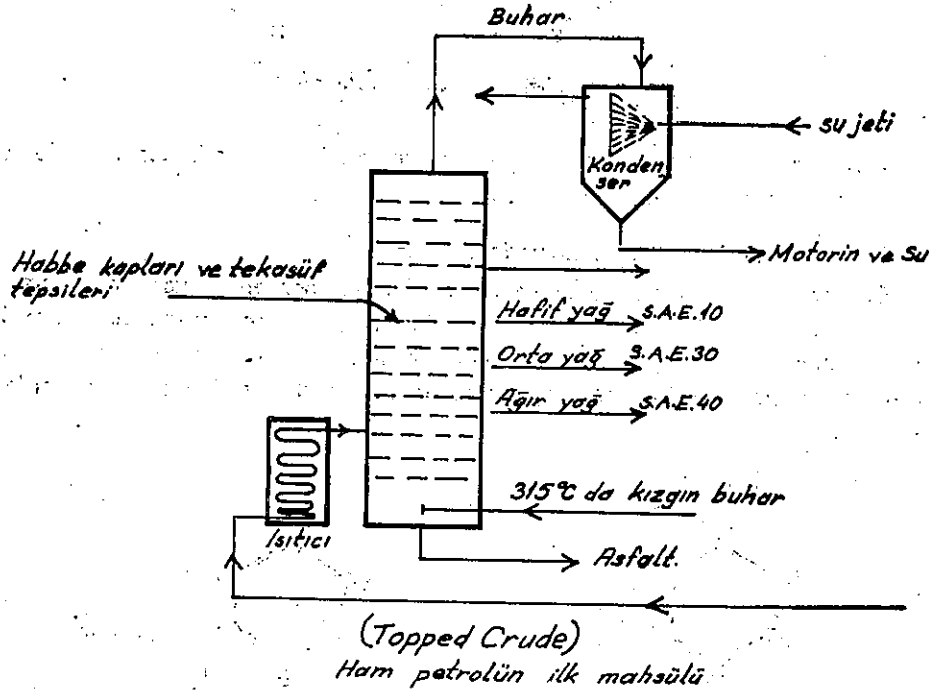 Buhar
su jeti
Konden
ser
Motorin ve Su
Habbe kapları ve tekasüf
tepsileri
Hafif yağ S.A.E.10
Orta yağ S.A.E.30
Ağır yağ S.A.E.40
315°C da kızgın buhar
Isıtıcı
Asfalt.
(Topped Crude)
Ham petrolün ilk mahsülü